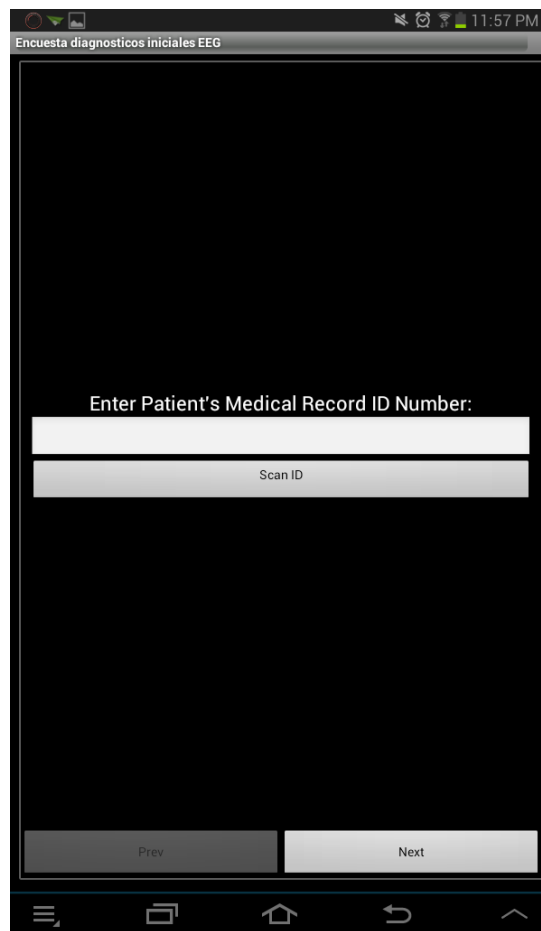 11:57 PM
Encuesta diagnosticos iniciales EEG
Enter Patient's Medical Record ID Number:
Scan ID
Prev
Next